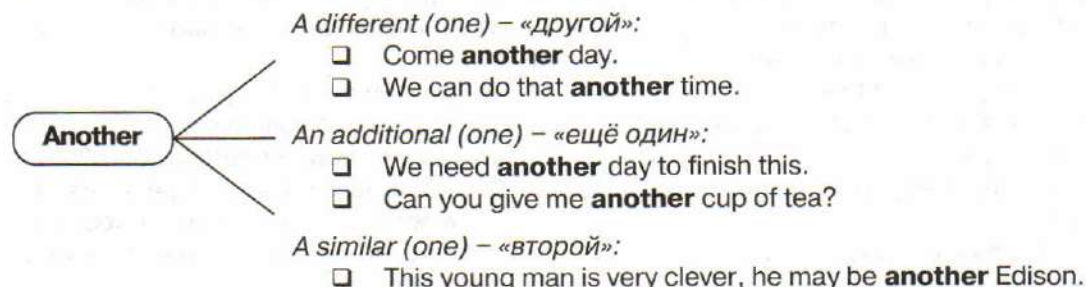 A different (one) – «другой»:
❑ Come another day.
❑ We can do that another time.
Another
An additional (one) – «ещё один»:
❑ We need another day to finish this.
❑ Can you give me another cup of tea?
A similar (one) – «второй»:
❑ This young man is very clever, he may be another Edison.